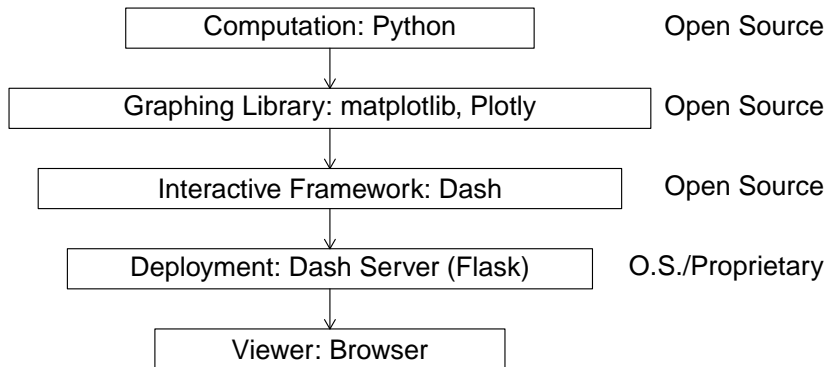 Computation: Python Open Source
Graphing Library: matplotlib, Plotly Open Source
Interactive Framework: Dash Open Source
Deployment: Dash Server (Flask) O.S./Proprietary
Viewer: Browser